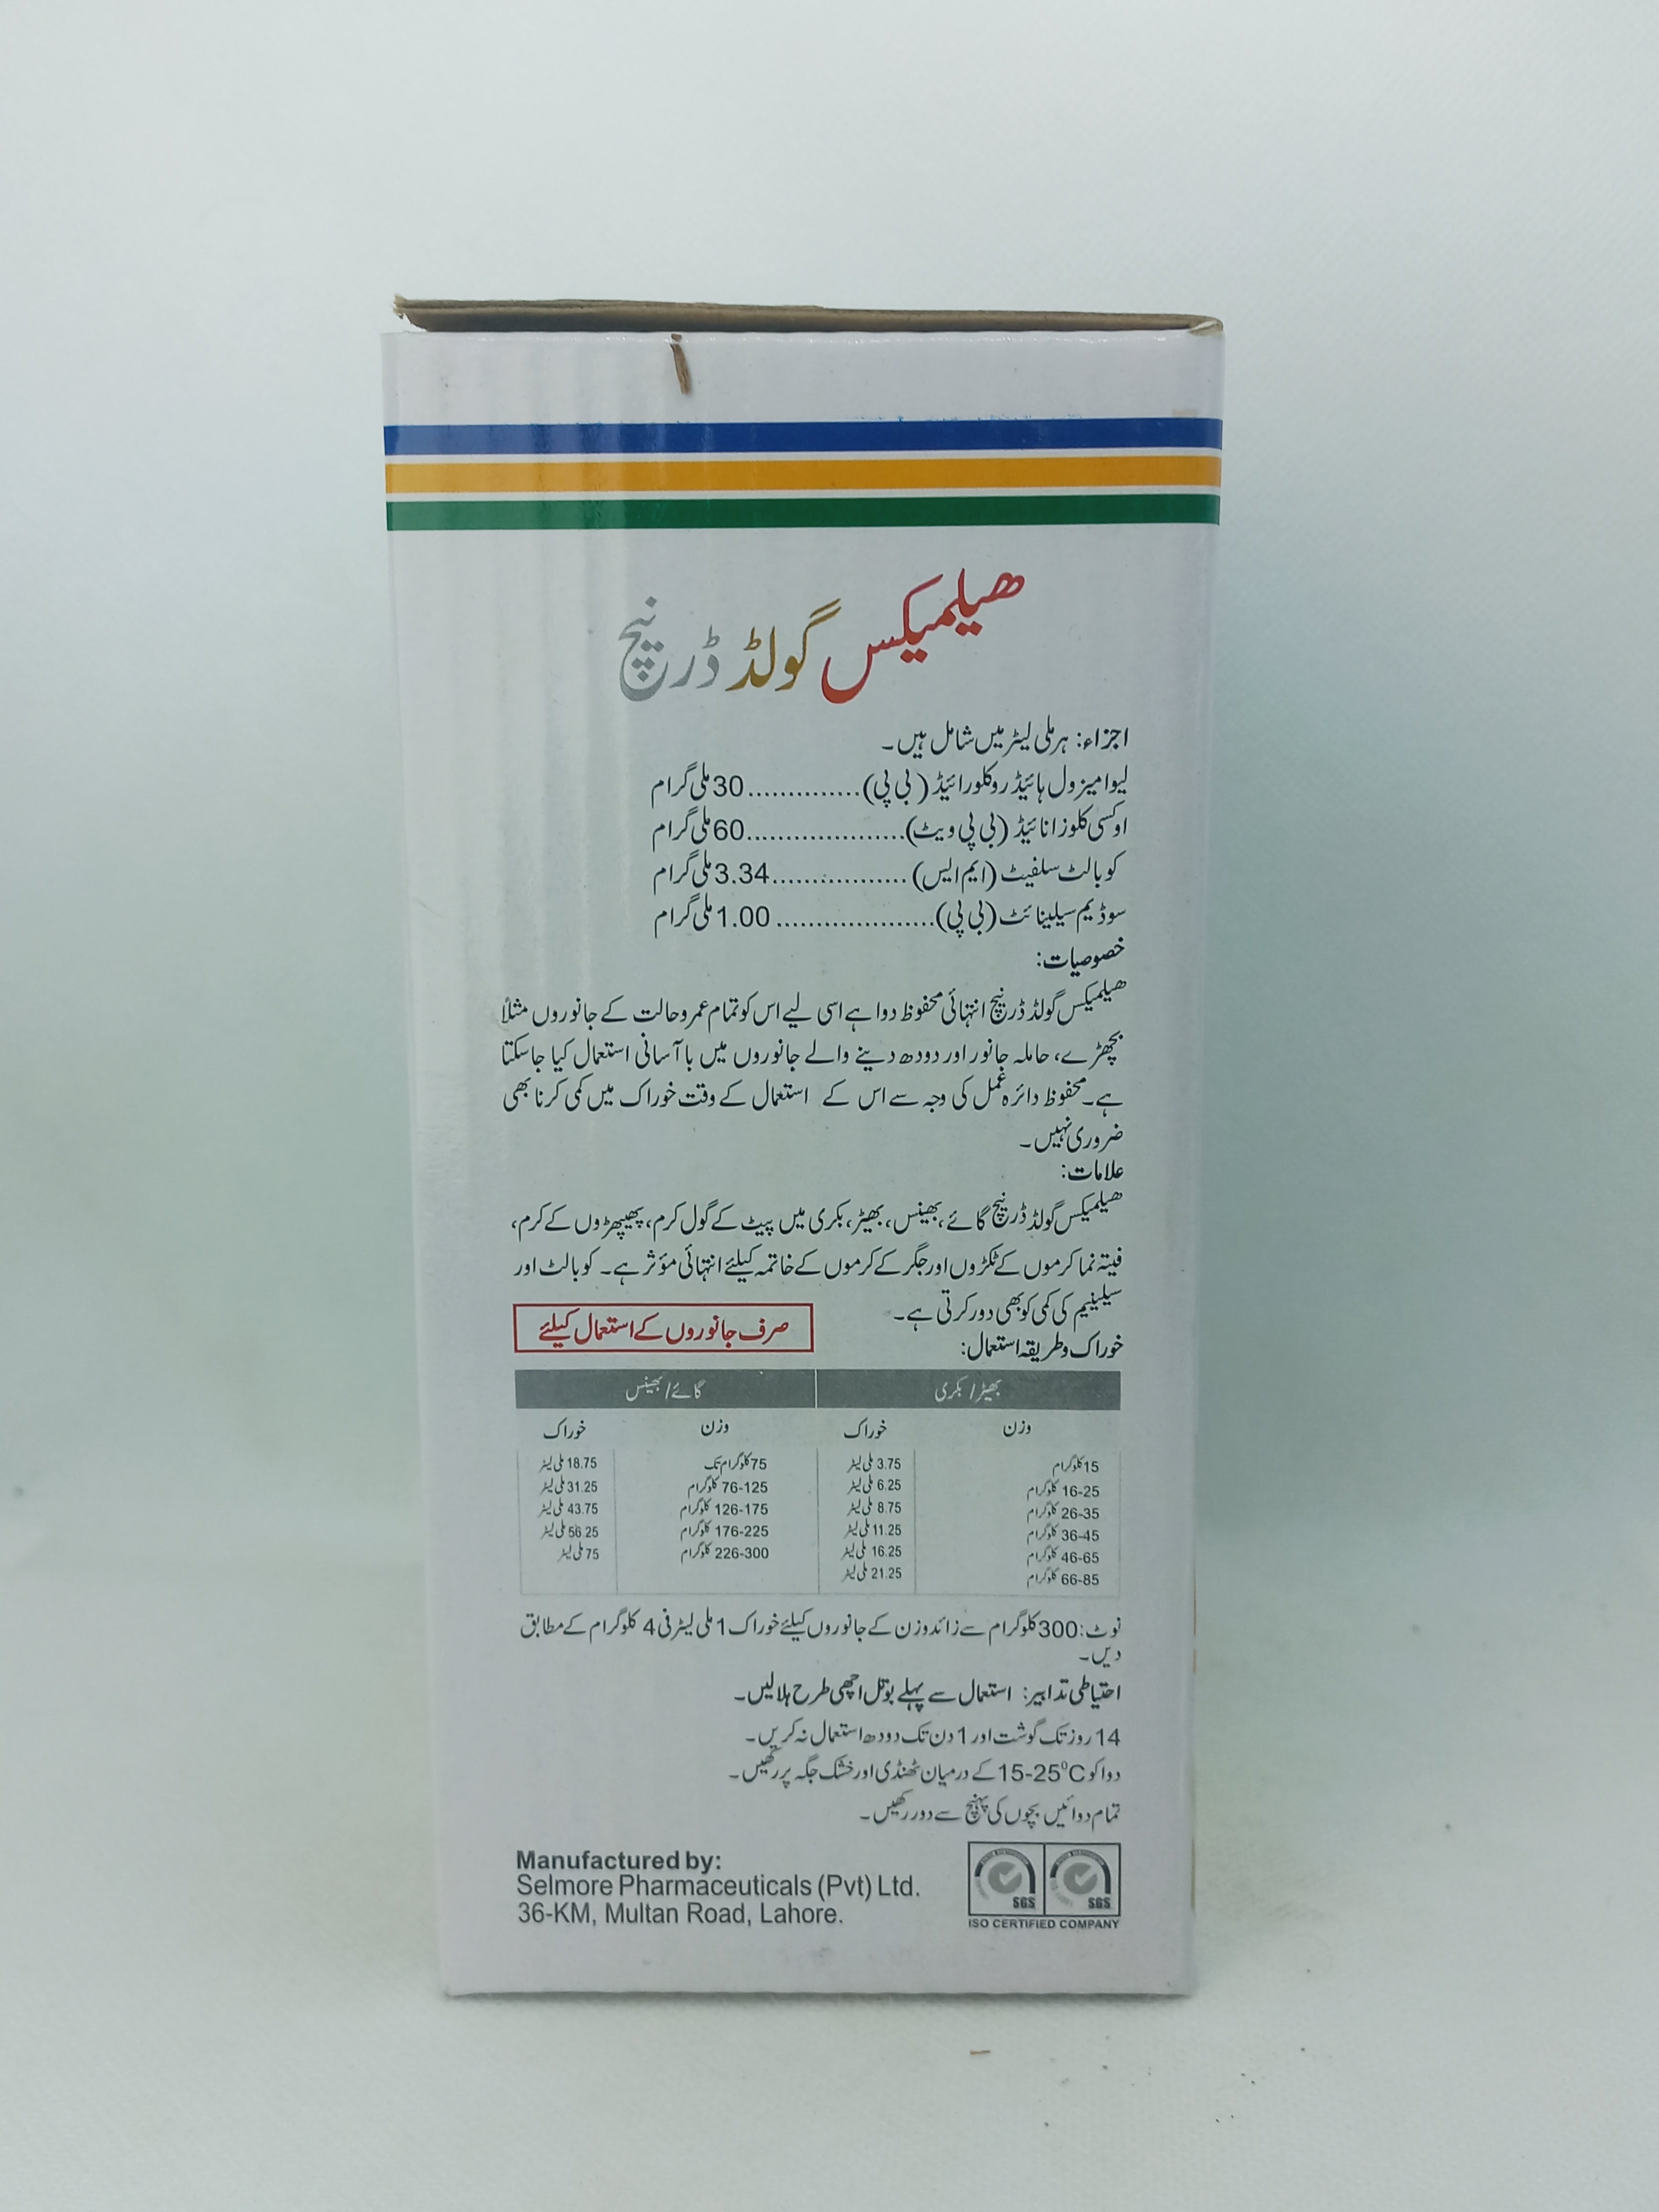 ھیلمیکس گولڈ ڈرنچ
اجزاء: ہر ملی لیٹر میں شامل ہیں۔
لیوامیزول ہائیڈروکلورائیڈ (بی پی)..............30 ملی گرام
اوکسی کلوزانائیڈ (بی پی ویٹ)....................60 ملی گرام
کوبالٹ سلفیٹ (ایم ایس) .................3.34 ملی گرام
سوڈیم سیلینائٹ (بی پی).................... 1.00 ملی گرام
خصوصیات:
ھیلمیکس گولڈ ڈرنچ انتہائی محفوظ دوا ہے اسی لیے اس کو تمام عمر و حالت کے جانوروں مثلاً
بچھڑے، حاملہ جانور اور دودھ دینے والے جانوروں میں باآسانی استعمال کیا جاسکتا
ہے۔ محفوظ دائرہ عمل کی وجہ سے اس کے استعمال کے وقت خوراک میں کمی کرنا بھی
ضروری نہیں۔
علامات:
ھیلمیکس گولڈ ڈرنچ گائے، بھینس، بھیڑ، بکری میں پیٹ کے گول کرم، پھیپھڑوں کے کرم،
فیتہ نما کرموں کے ٹکڑوں اور جگر کے کرموں کے خاتمہ کیلئے انتہائی مؤثر ہے۔ کوبالٹ اور
سیلینیم کی کمی کو بھی دور کرتی ہے۔
صرف جانوروں کے استعمال کیلئے
خوراک و طریقہ استعمال:
بھیڑ/ بکری گائے/ بھینس
وزن خوراک وزن خوراک
15 کلوگرام 3.75 ملی لیٹر 75 کلوگرام تک 18.75 ملی لیٹر
16-25 کلوگرام 6.25 ملی لیٹر 76-125 کلوگرام 31.25 ملی لیٹر
26-35 کلوگرام 8.75 ملی لیٹر 126-175 کلوگرام 43.75 ملی لیٹر
36-45 کلوگرام 11.25 ملی لیٹر 176-225 کلوگرام 56.25 ملی لیٹر
46-65 کلوگرام 16.25 ملی لیٹر 226-300 کلوگرام 75 ملی لیٹر
66-85 کلوگرام 21.25 ملی لیٹر
نوٹ: 300 کلوگرام سے زائد وزن کے جانوروں کیلئے خوراک 1 ملی لیٹر فی 4 کلوگرام کے مطابق
دیں۔
احتیاطی تدابیر: استعمال سے پہلے بوتل اچھی طرح ہلالیں۔
14 روز تک گوشت اور 1 دن تک دودھ استعمال نہ کریں۔
دوا کو 15-25°C کے درمیان ٹھنڈی اور خشک جگہ پر رکھیں۔
تمام دوائیں بچوں کی پہنچ سے دور رکھیں۔
Manufactured by:
Selmore Pharmaceuticals (Pvt) Ltd.
36-KM, Multan Road, Lahore.
SGS SGS
ISO CERTIFIED COMPANY